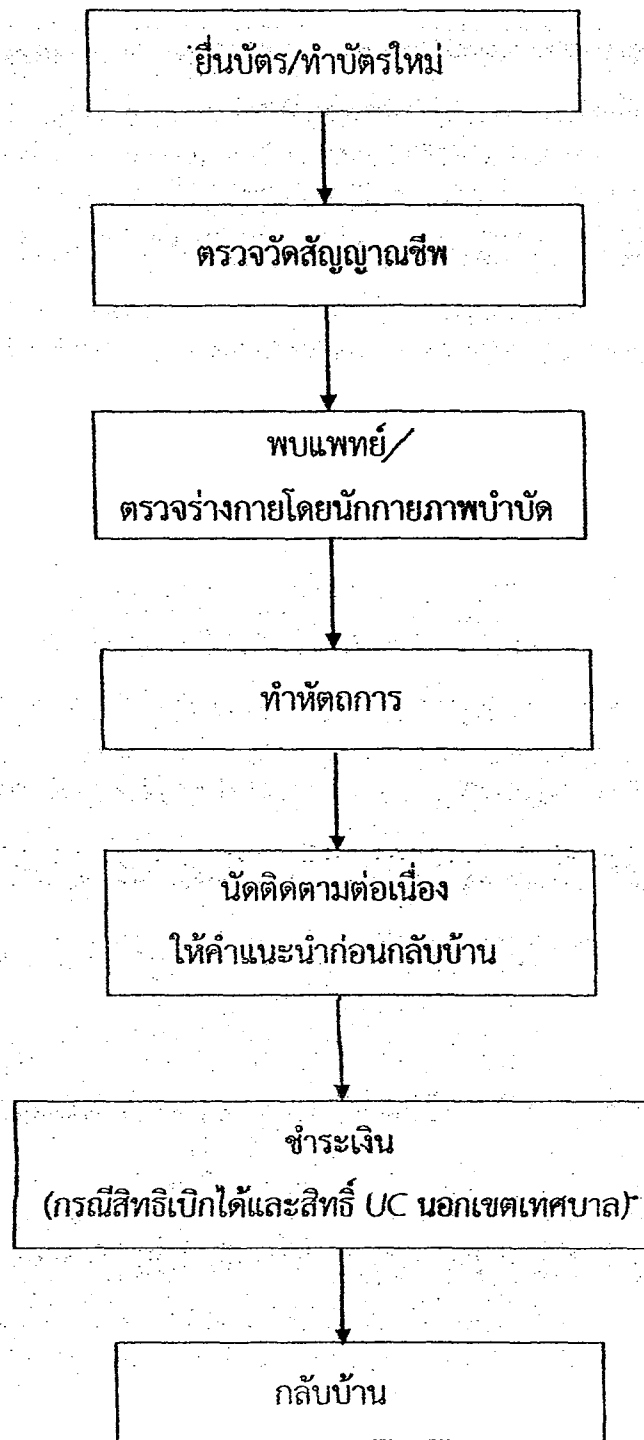 ยื่นบัตร/ทำบัตรใหม่
ตรวจวัดสัญญาณชีพ
พบแพทย์/
ตรวจร่างกายโดยนักกายภาพบำบัด
ทำหัตถการ
นัดติดตามต่อเนื่อง
ให้คำแนะนำก่อนกลับบ้าน
ชำระเงิน
(กรณีสิทธิเบิกได้และสิทธิ์ UC นอกเขตเทศบาล)
กลับบ้าน